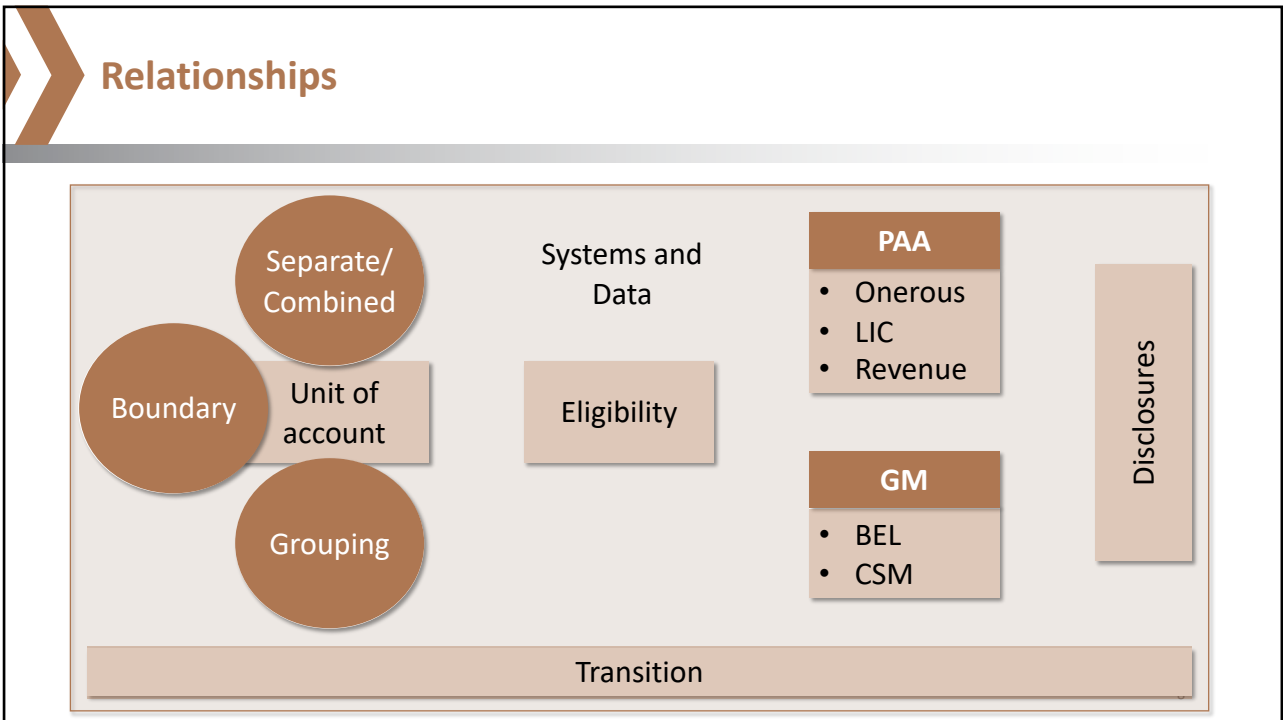 Relationships
Separate/
Combined
Boundary
Unit of
account
Grouping
Systems and
Data
Eligibility
PAA
• Onerous
• LIC
• Revenue
GM
• BEL
• CSM
Disclosures
Transition